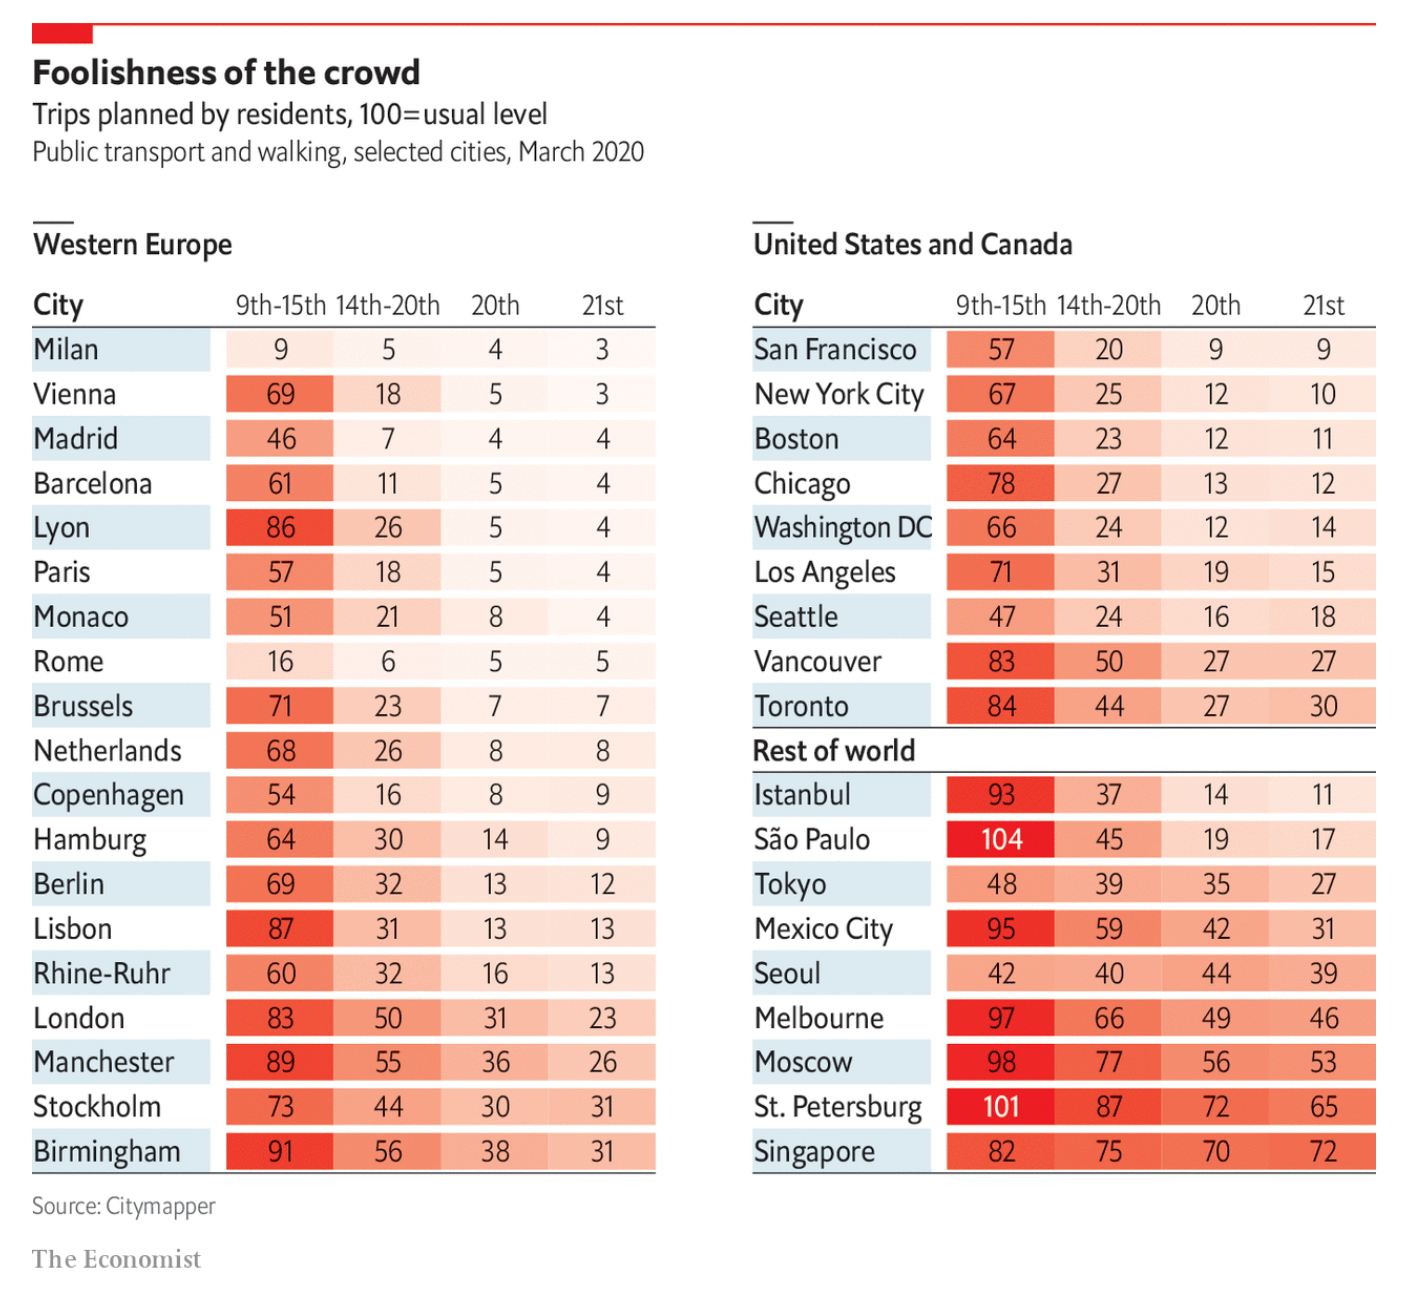 Foolishness of the crowd
Trips planned by residents, 100=usual level
Public transport and walking, selected cities, March 2020
Western Europe
City 9th-15th 14th-20th 20th 21st
Milan 9 5 4 3
Vienna 69 18 5 3
Madrid 46 7 4 4
Barcelona 61 11 5 4
Lyon 86 26 5 4
Paris 57 18 5 4
Monaco 51 21 8 4
Rome 16 6 5 5
Brussels 71 23 7 7
Netherlands 68 26 8 8
Copenhagen 54 16 8 9
Hamburg 64 30 14 9
Berlin 69 32 13 12
Lisbon 87 31 13 13
Rhine-Ruhr 60 32 16 13
London 83 50 31 23
Manchester 89 55 36 26
Stockholm 73 44 30 31
Birmingham 91 56 38 31
United States and Canada
City 9th-15th 14th-20th 20th 21st
San Francisco 57 20 9 9
New York City 67 25 12 10
Boston 64 23 12 11
Chicago 78 27 13 12
Washington DC 66 24 12 14
Los Angeles 71 31 19 15
Seattle 47 24 16 18
Vancouver 83 50 27 27
Toronto 84 44 27 30
Rest of world
Istanbul 93 37 14 11
São Paulo 104 45 19 17
Tokyo 48 39 35 27
Mexico City 95 59 42 31
Seoul 42 40 44 39
Melbourne 97 66 49 46
Moscow 98 77 56 53
St. Petersburg 101 87 72 65
Singapore 82 75 70 72
Source: Citymapper
The Economist